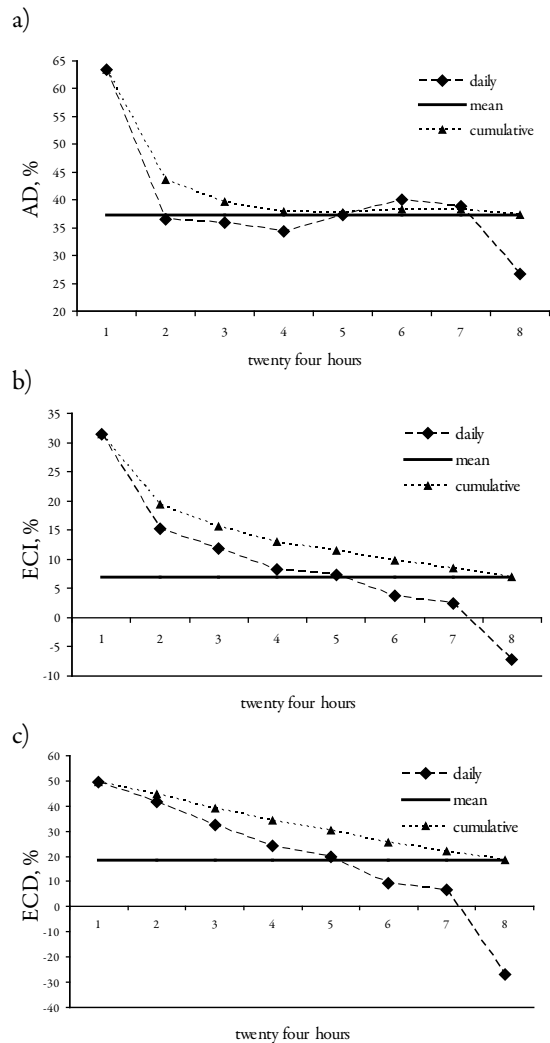 a)
65
60
55
50
45
40
35
30
25
20
AD, %
daily
mean
cumulative
1 2 3 4 5 6 7 8
twenty four hours
b)
35
30
25
20
15
10
5
0
-5
-10
ECI, %
daily
mean
cumulative
1 2 3 4 5 6 7 8
twenty four hours
c)
60
50
40
30
20
10
0
-10
-20
-30
-40
ECD, %
daily
mean
cumulative
1 2 3 4 5 6 7 8
twenty four hours